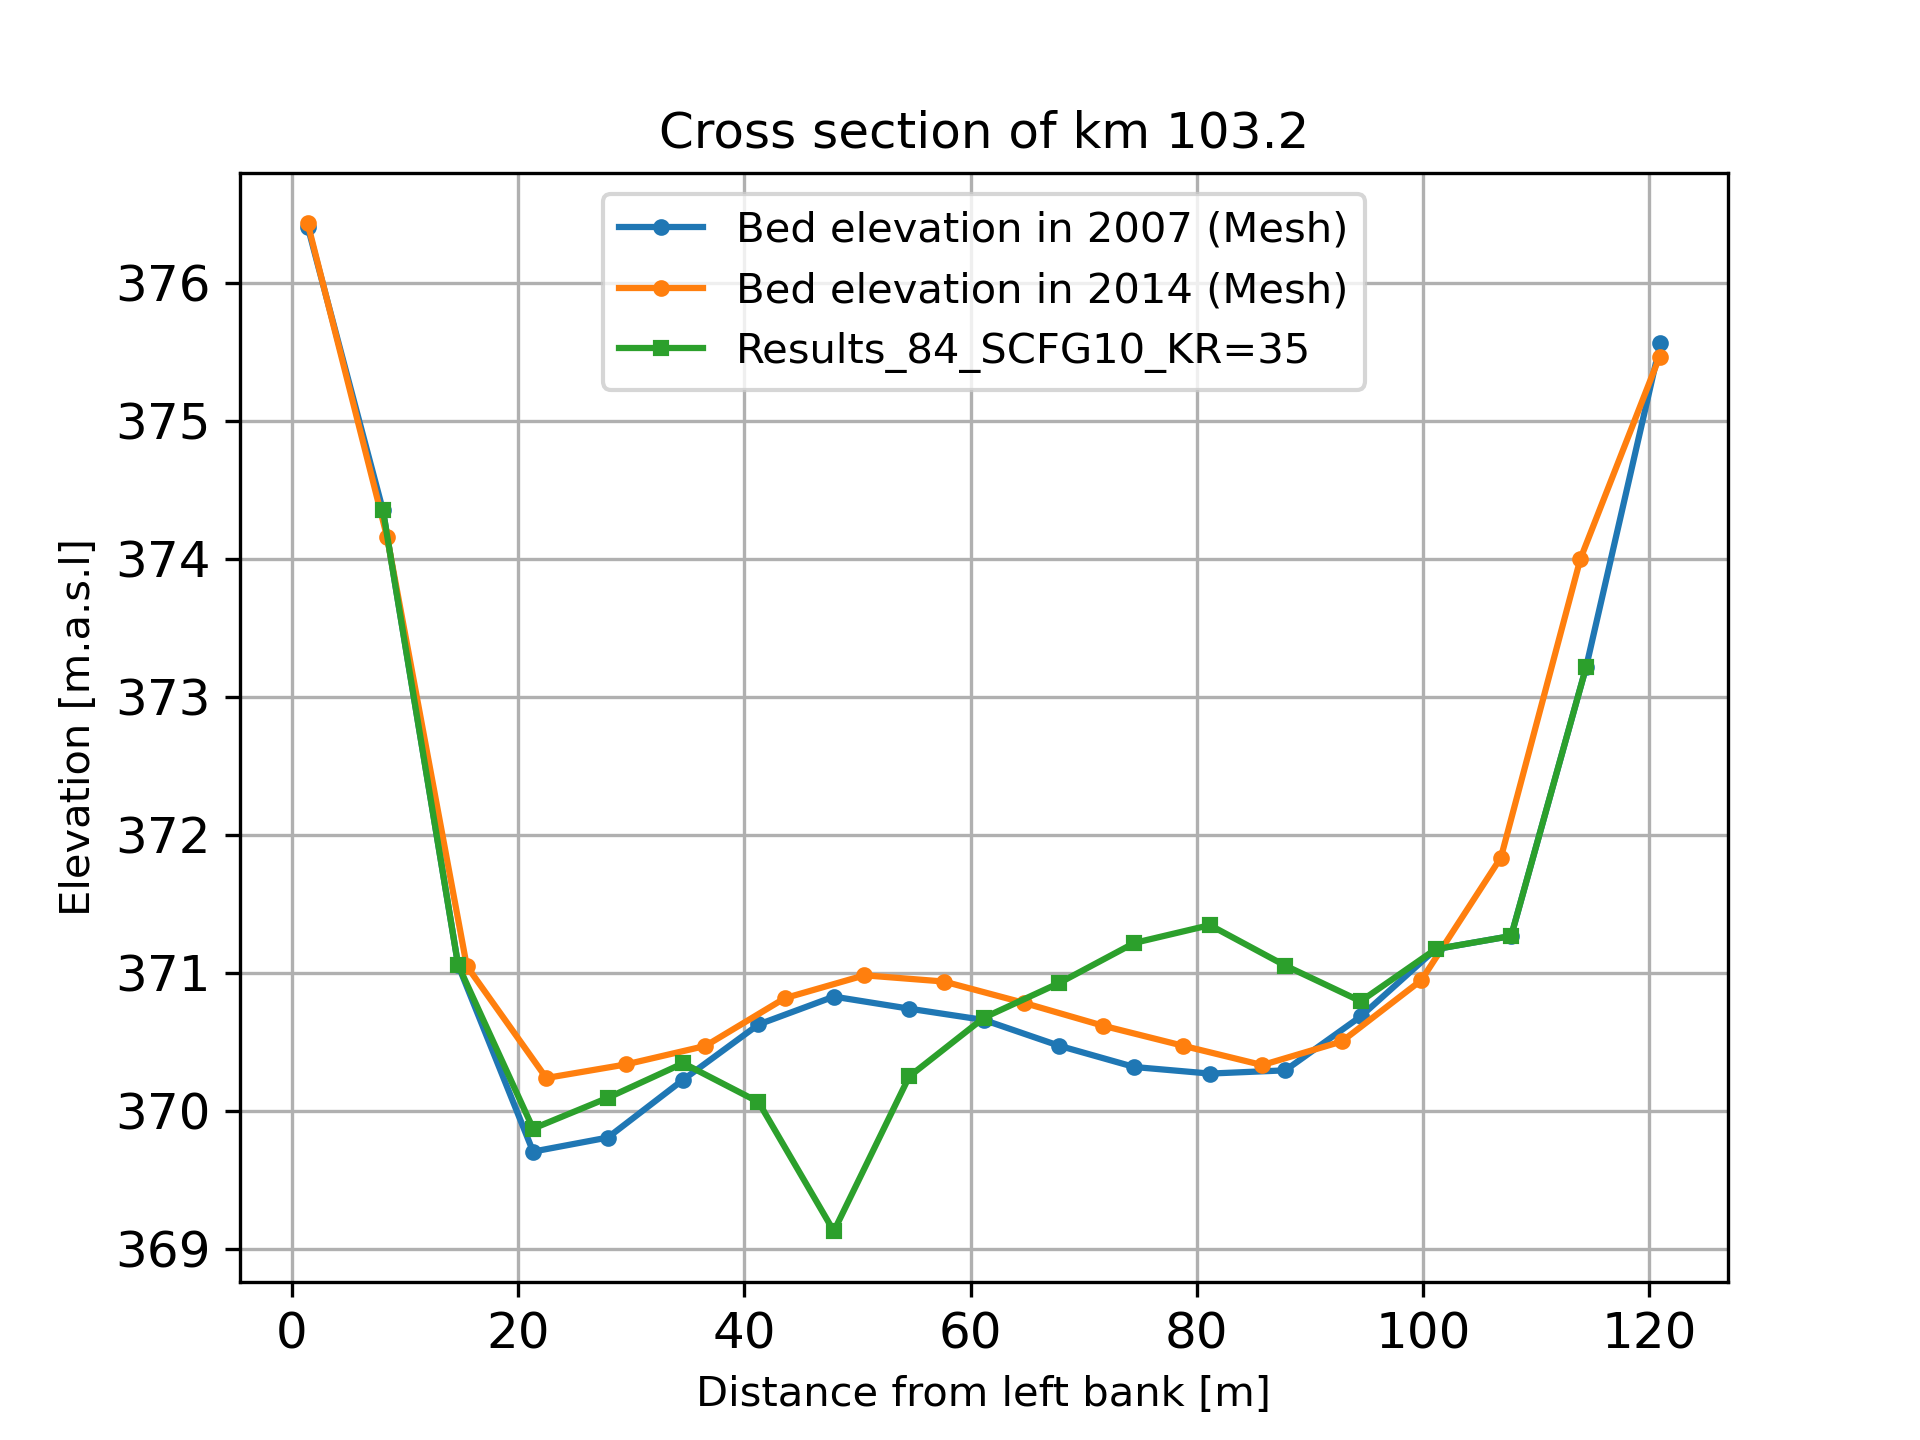 Cross section of km 103.2
Bed elevation in 2007 (Mesh)
Bed elevation in 2014 (Mesh)
Results_84_SCFG10_KR=35
Elevation [m.a.s.l]
376
375
374
373
372
371
370
369
0 20 40 60 80 100 120
Distance from left bank [m]